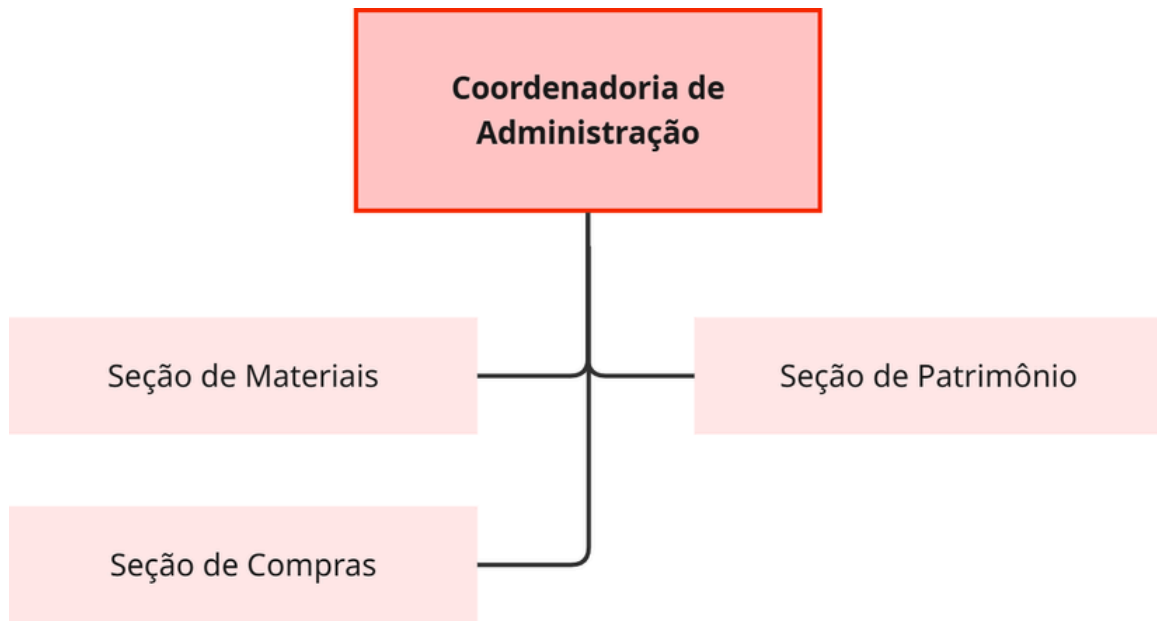 Coordenadoria de
Administração
Seção de Materiais
Seção de Patrimônio
Seção de Compras